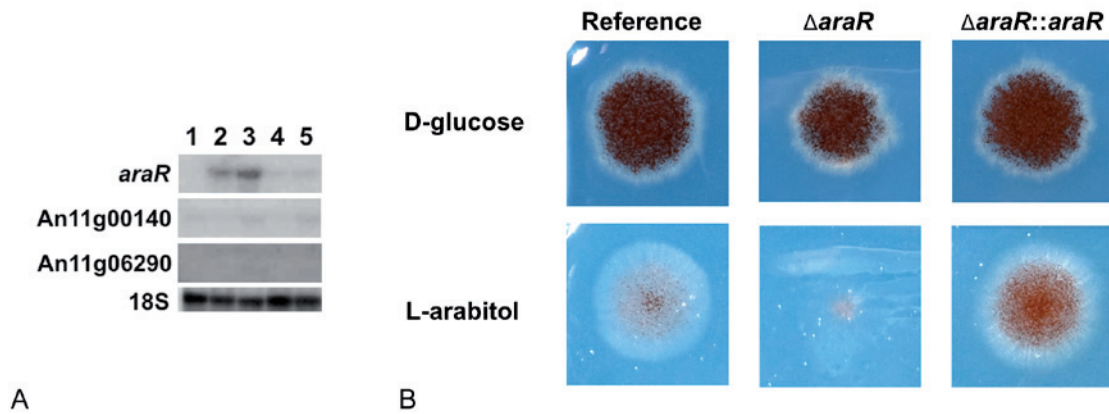 Reference ΔaraR ΔaraR::araR
D-glucose
1 2 3 4 5
araR
An11g00140
An11g06290
18S
L-arabitol
A B